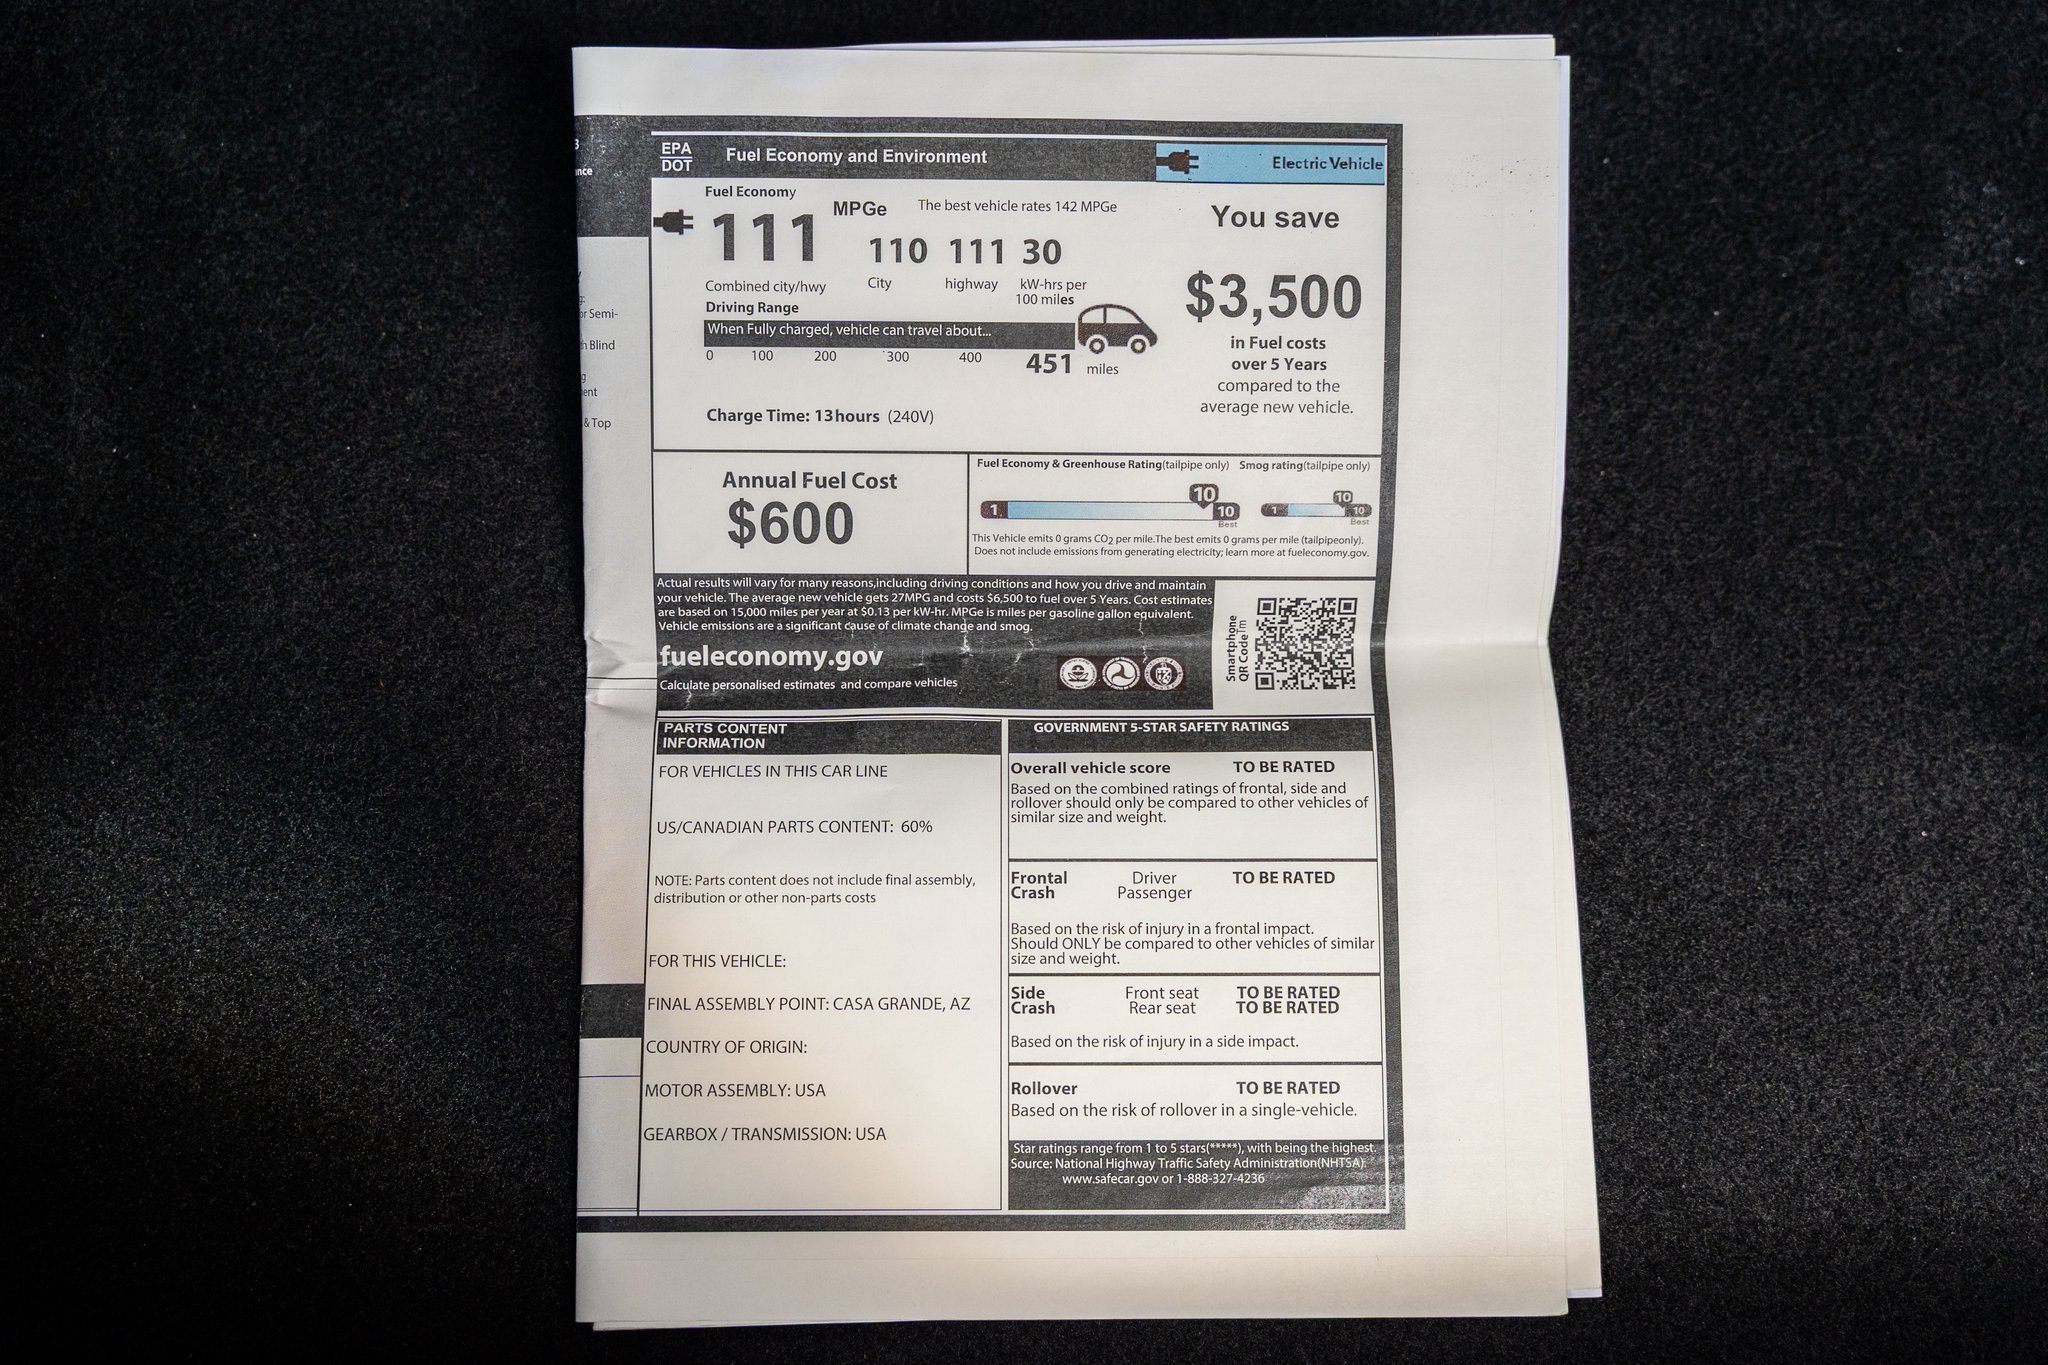 3
nce
EPA
DOT
Fuel Economy and Environment
Electric Vehicle
Fuel Economy
111
MPGe
The best vehicle rates 142 MPGe
110 111 30
Combined city/hwy
City
highway
kW-hrs per
100 miles
Driving Range
When Fully charged, vehicle can travel about...
0 100 200 300 400 451 miles
Charge Time: 13hours (240V)
You save
$3,500
in Fuel costs
over 5 Years
compared to the
average new vehicle.
or Semi-
h Blind
g
ent
& Top
Annual Fuel Cost
$600
Fuel Economy & Greenhouse Rating(tailpipe only) Smog rating(tailpipe only)
10
1
10
Best
10
1
10
Best
This Vehicle emits 0 grams CO2 per mile.The best emits 0 grams per mile (tailpipeonly).
Does not include emissions from generating electricity; learn more at fueleconomy.gov.
Actual results will vary for many reasons,including driving conditions and how you drive and maintain
your vehicle. The average new vehicle gets 27MPG and costs $6,500 to fuel over 5 Years. Cost estimates
are based on 15,000 miles per year at $0.13 per kW-hr. MPGe is miles per gasoline gallon equivalent.
Vehicle emissions are a significant cause of climate change and smog.
fueleconomy.gov
Calculate personalised estimates and compare vehicles
Smartphone
QR Code™
PARTS CONTENT
INFORMATION
FOR VEHICLES IN THIS CAR LINE
US/CANADIAN PARTS CONTENT: 60%
NOTE: Parts content does not include final assembly,
distribution or other non-parts costs
FOR THIS VEHICLE:
FINAL ASSEMBLY POINT: CASA GRANDE, AZ
COUNTRY OF ORIGIN:
MOTOR ASSEMBLY: USA
GEARBOX / TRANSMISSION: USA
GOVERNMENT 5-STAR SAFETY RATINGS
Overall vehicle score TO BE RATED
Based on the combined ratings of frontal, side and
rollover should only be compared to other vehicles of
similar size and weight.
Frontal Driver TO BE RATED
Crash Passenger
Based on the risk of injury in a frontal impact.
Should ONLY be compared to other vehicles of similar
size and weight.
Side Front seat TO BE RATED
Crash Rear seat TO BE RATED
Based on the risk of injury in a side impact.
Rollover TO BE RATED
Based on the risk of rollover in a single-vehicle.
Star ratings range from 1 to 5 stars(*****), with being the highest.
Source: National Highway Traffic Safety Administration(NHTSA).
www.safecar.gov or 1-888-327-4236